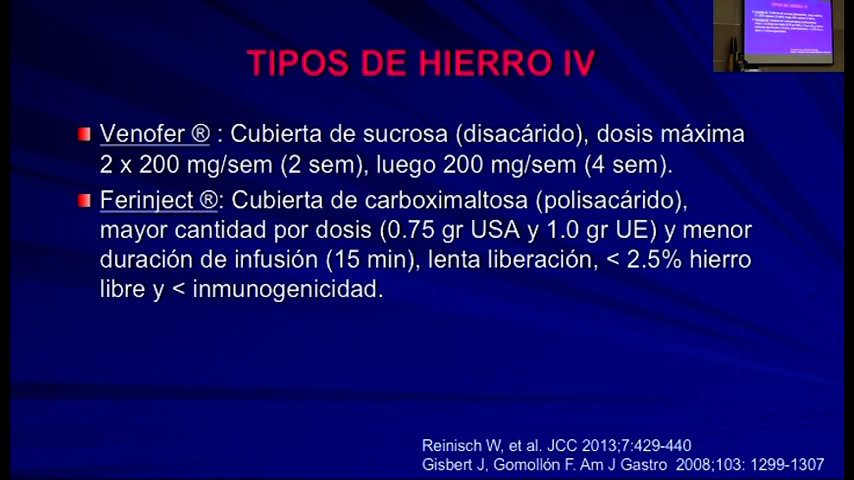 TIPOS DE HIERRO IV
Venofer ® : Cubierta de sucrosa (disacárido), dosis máxima
2 x 200 mg/sem (2 sem), luego 200 mg/sem (4 sem).
Ferinject ®: Cubierta de carboximaltosa (polisacárido),
mayor cantidad por dosis (0.75 gr USA y 1.0 gr UE) y menor
duración de infusión (15 min), lenta liberación, < 2.5% hierro
libre y < inmunogenicidad.
Reinisch W, et al. JCC 2013;7:429-440
Gisbert J, Gomollón F. Am J Gastro 2008;103: 1299-1307